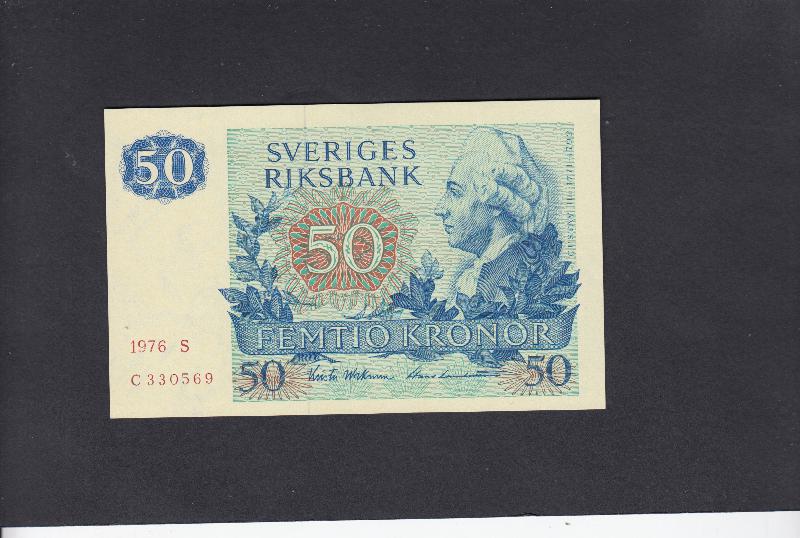 50
SVERIGES
RIKSBANK
50
FEMTIO KRONOR
1976 S
C 330569
50
50